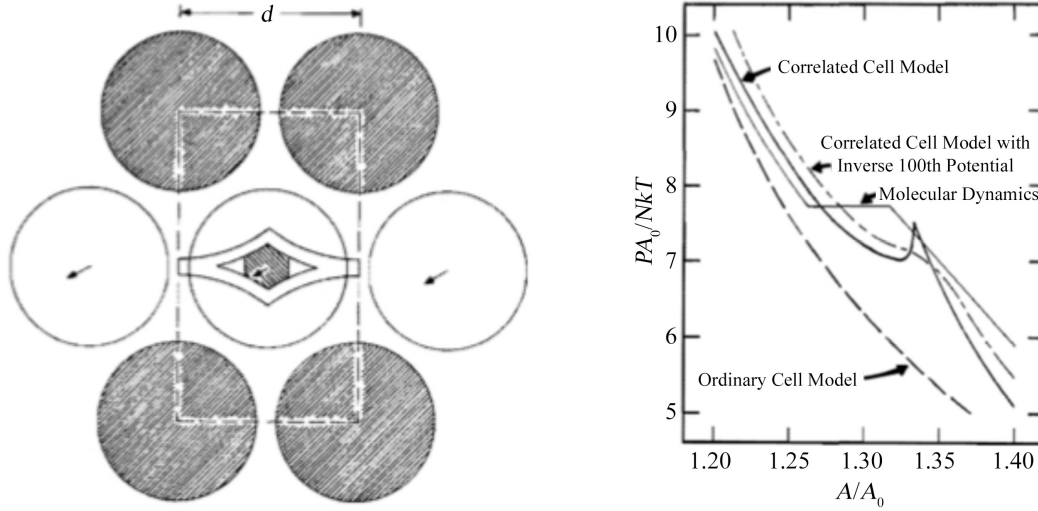 d
10
9
8
7
6
5
PA₀/NkT
Correlated Cell Model
Correlated Cell Model with
Inverse 100th Potential
Molecular Dynamics
Ordinary Cell Model
1.20
1.25
1.30
1.35
1.40
A/A₀